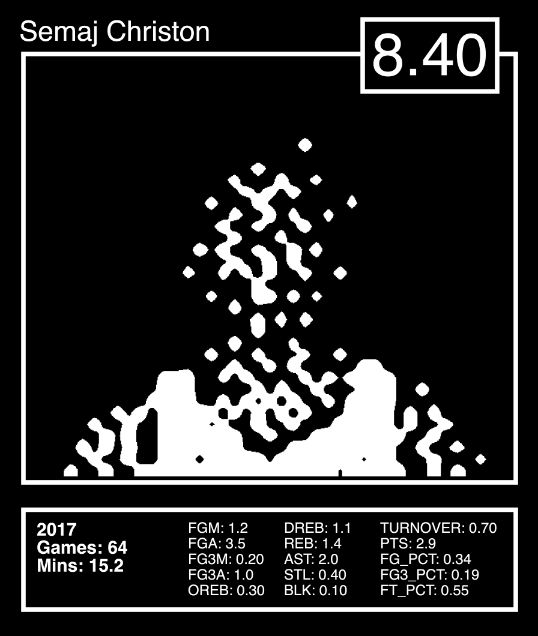 Semaj Christon
8.40
2017
Games: 64
Mins: 15.2
FGM: 1.2
FGA: 3.5
FG3M: 0.20
FG3A: 1.0
OREB: 0.30
DREB: 1.1
REB: 1.4
AST: 2.0
STL: 0.40
BLK: 0.10
TURNOVER: 0.70
PTS: 2.9
FG_PCT: 0.34
FG3_PCT: 0.19
FT_PCT: 0.55